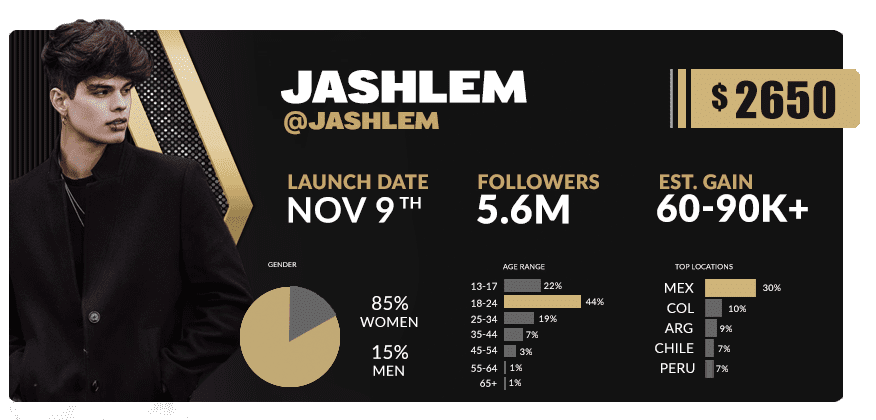 JASHLEM
@JASHLEM
$ 2650
LAUNCH DATE
NOV 9TH
FOLLOWERS
5.6M
EST. GAIN
60-90K+
GENDER
85%
WOMEN
15%
MEN
AGE RANGE
13-17 22%
18-24 44%
25-34 19%
35-44 7%
45-54 3%
55-64 1%
65+ 1%
TOP LOCATIONS
MEX 30%
COL 10%
ARG 9%
CHILE 7%
PERU 7%